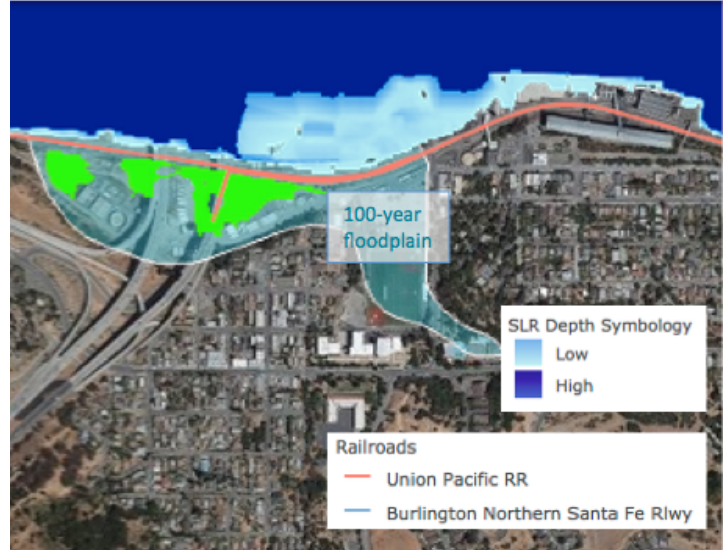 100-year
floodplain
SLR Depth Symbology
Low
High
Railroads
Union Pacific RR
Burlington Northern Santa Fe Rlwy